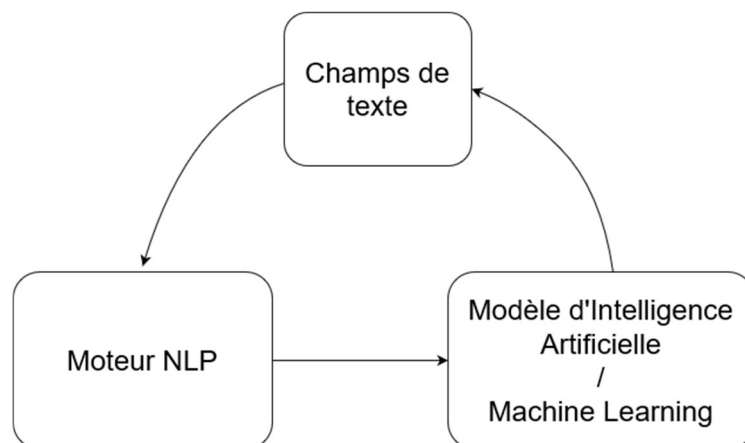 Champs de
texte
Moteur NLP
Modèle d'Intelligence
Artificielle
/
Machine Learning